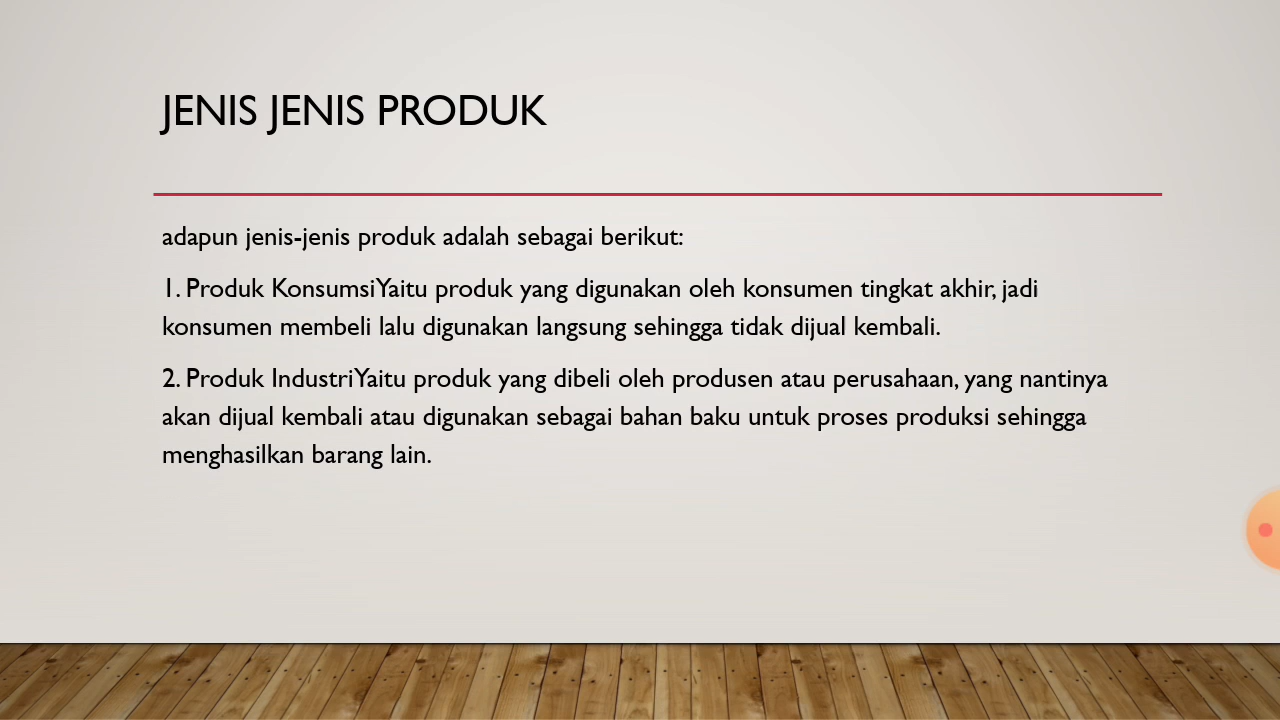 JENIS JENIS PRODUK
adapun jenis-jenis produk adalah sebagai berikut:
1. Produk KonsumsiYaitu produk yang digunakan oleh konsumen tingkat akhir, jadi
konsumen membeli lalu digunakan langsung sehingga tidak dijual kembali.
2. Produk IndustriYaitu produk yang dibeli oleh produsen atau perusahaan, yang nantinya
akan dijual kembali atau digunakan sebagai bahan baku untuk proses produksi sehingga
menghasilkan barang lain.